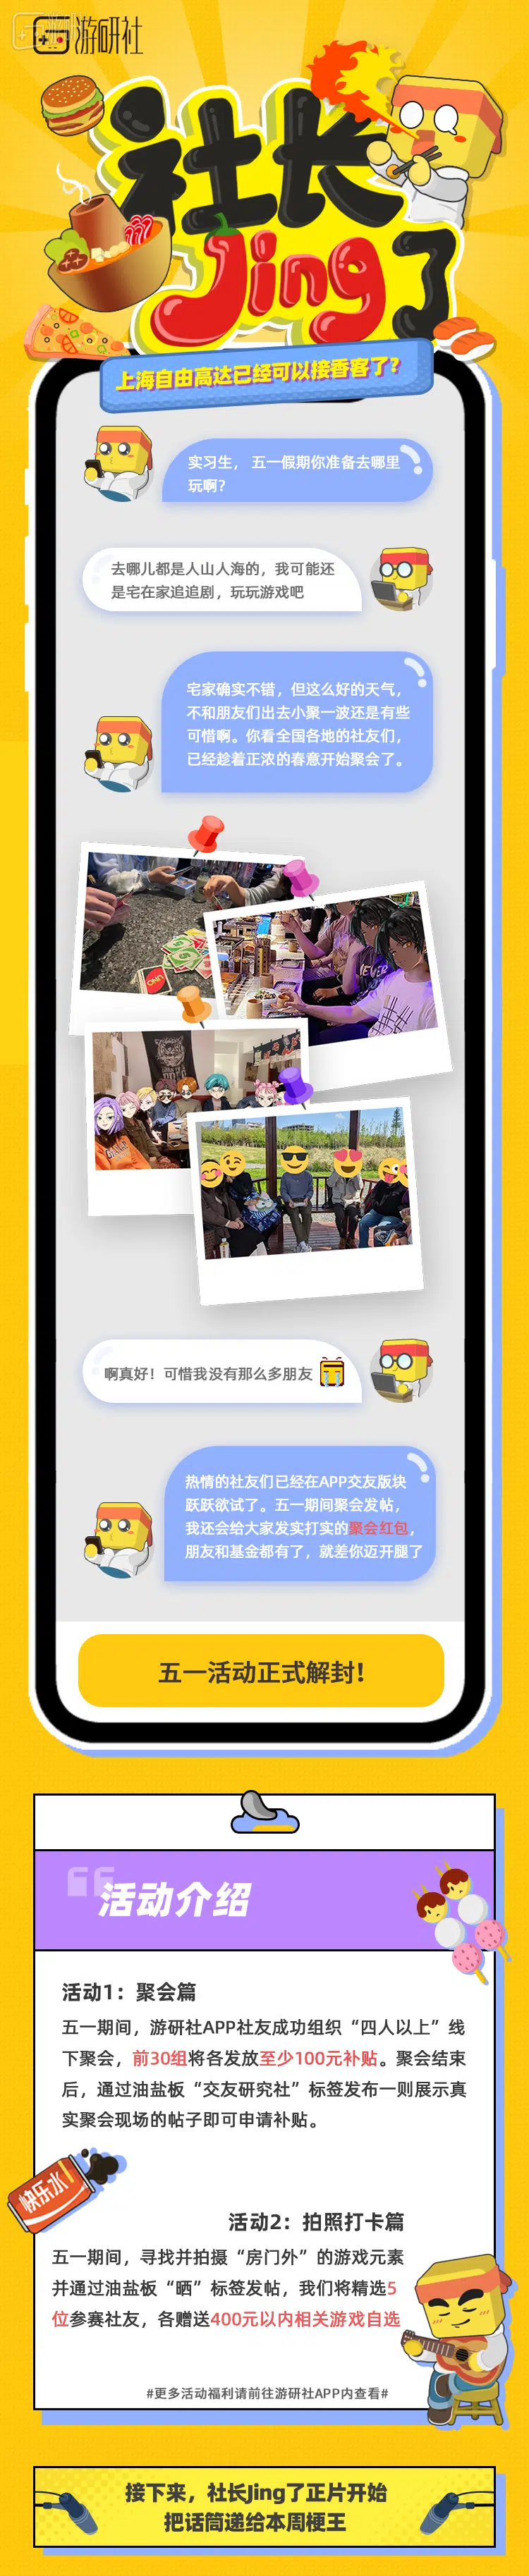 游研社
社长
Jing了
上海自由高达已经可以接香客了?
实习生， 五一假期你准备去哪里
玩啊?
去哪儿都是人山人海的，我可能还
是宅在家追追剧，玩玩游戏吧
宅家确实不错，但这么好的天气，
不和朋友们出去小聚一波还是有些
可惜啊。你看全国各地的社友们，
已经趁着正浓的春意开始聚会了。
UNO
啊真好！可惜我没有那么多朋友
热情的社友们已经在APP交友版块
跃跃欲试了。五一期间聚会发帖，
我还会给大家发实打实的聚会红包，
朋友和基金都有了，就差你迈开腿了
五一活动正式解封!
活动介绍
活动1：聚会篇
五一期间，游研社APP社友成功组织“四人以上”线
下聚会，前30组将各发放至少100元补贴。聚会结束
后，通过油盐板“交友研究社”标签发布一则展示真
实聚会现场的帖子即可申请补贴。
快乐水
活动2：拍照打卡篇
五一期间，寻找并拍摄“房门外”的游戏元素
并通过油盐板“晒”标签发帖，我们将精选5
位参赛社友，各赠送400元以内相关游戏自选
#更多活动福利请前往游研社APP内查看#
接下来，社长Jing了正片开始
把话筒递给本周梗王